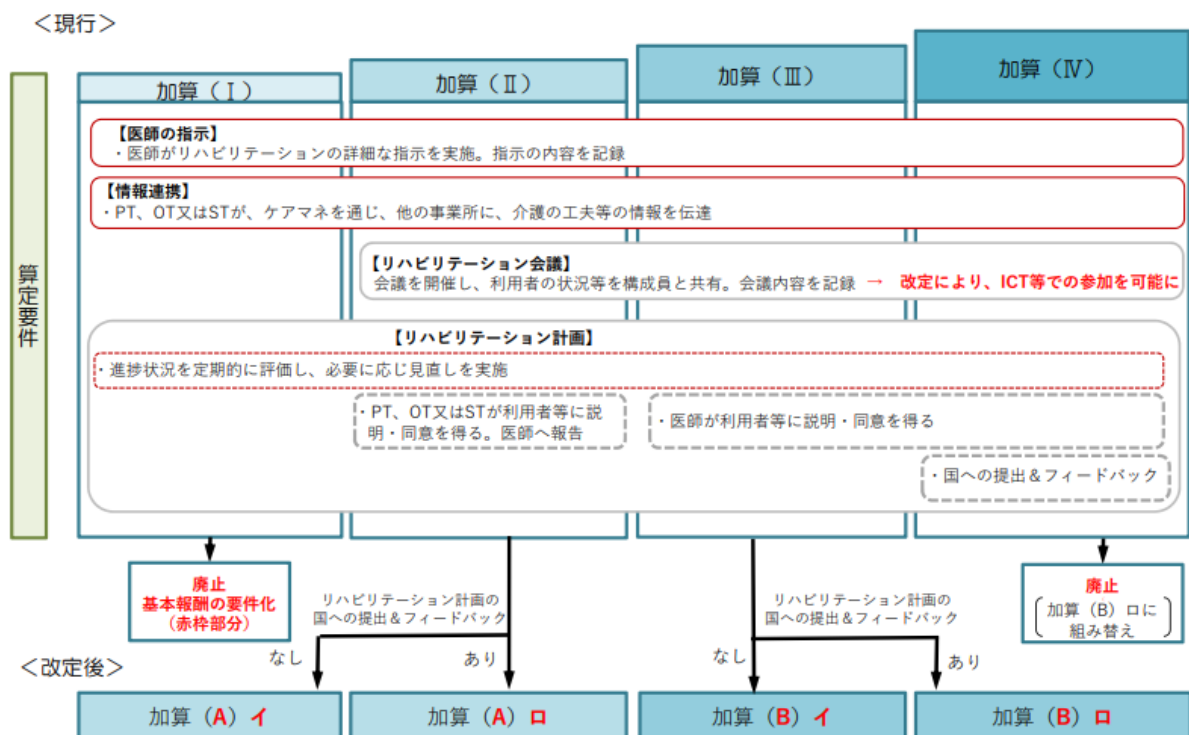 ＜現行＞
加算（Ⅰ）
加算（Ⅱ）
加算（Ⅲ）
加算（Ⅳ）
算定要件
【医師の指示】
・医師がリハビリテーションの詳細な指示を実施。指示の内容を記録
【情報連携】
・PT、OT又はSTが、ケアマネを通じ、他の事業所に、介護の工夫等の情報を伝達
【リハビリテーション会議】
会議を開催し、利用者の状況等を構成員と共有。会議内容を記録 → 改定により、ICT等での参加を可能に
【リハビリテーション計画】
・進捗状況を定期的に評価し、必要に応じ見直しを実施
・PT、OT又はSTが利用者等に説
明・同意を得る。医師へ報告
・医師が利用者等に説明・同意を得る
・国への提出＆フィードバック
廃止
基本報酬の要件化
（赤枠部分）
リハビリテーション計画の
国への提出＆フィードバック
なし
あり
リハビリテーション計画の
国への提出＆フィードバック
なし
あり
廃止
加算（B）ロに
組み替え
＜改定後＞
加算（A）イ
加算（A）ロ
加算（B）イ
加算（B）ロ